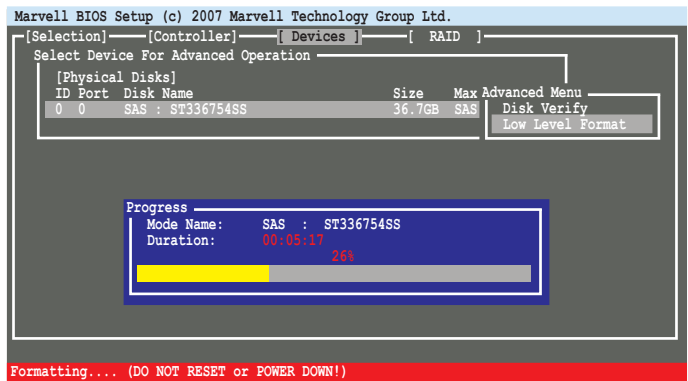 Marvell BIOS Setup (c) 2007 Marvell Technology Group Ltd.
[Selection] [Controller] [ Devices ] [ RAID ]
Select Device For Advanced Operation
[Physical Disks]
ID Port Disk Name Size Max
0 0 SAS : ST336754SS 36.7GB SAS
Advanced Menu
Disk Verify
Low Level Format
Progress
Mode Name: SAS : ST336754SS
Duration: 00:05:17
26%
Formatting.... (DO NOT RESET or POWER DOWN!)